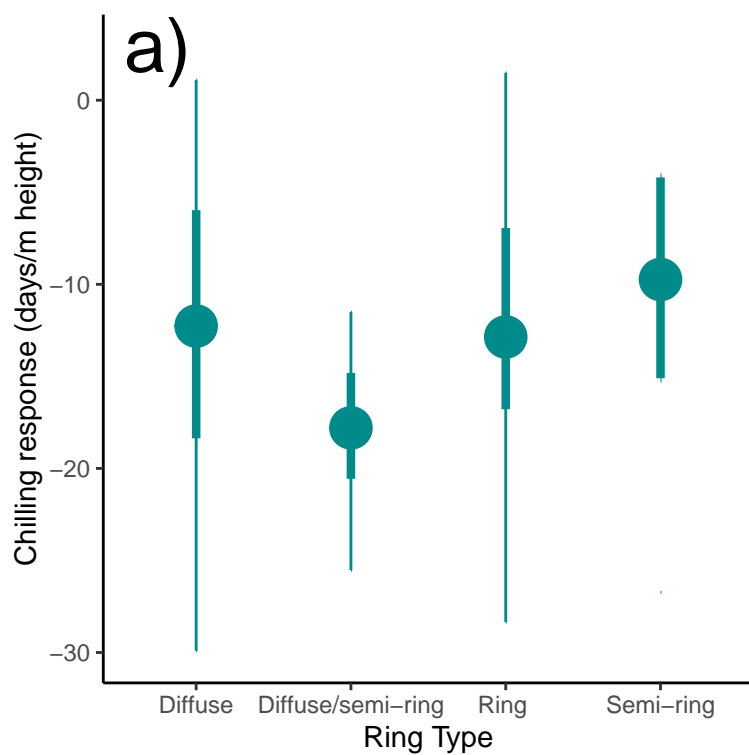 a)
Chilling response (days/m height)
0
−10
−20
−30
Diffuse Diffuse/semi−ring Ring Semi−ring
Ring Type